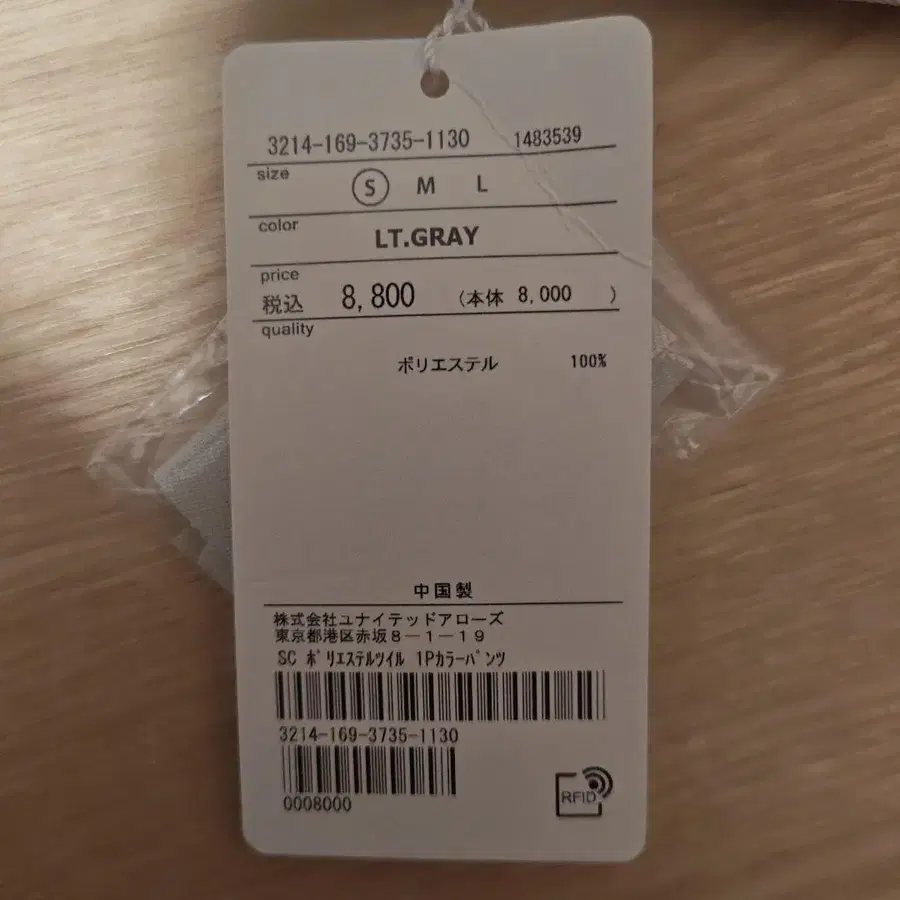 3214-169-3735-1130 1483539
size
S M L
color
LT.GRAY
price
税込 8,800 (本体 8,000 )
quality
ポリエステル 100%
中国製
株式会社ユナイテッドアローズ
東京都港区赤坂8－1－19
SC ﾎﾟﾘｴｽﾃﾙﾂｲﾙ 1Pｶﾗｰﾊﾟﾝﾂ
3214-169-3735-1130
0008000
RFID